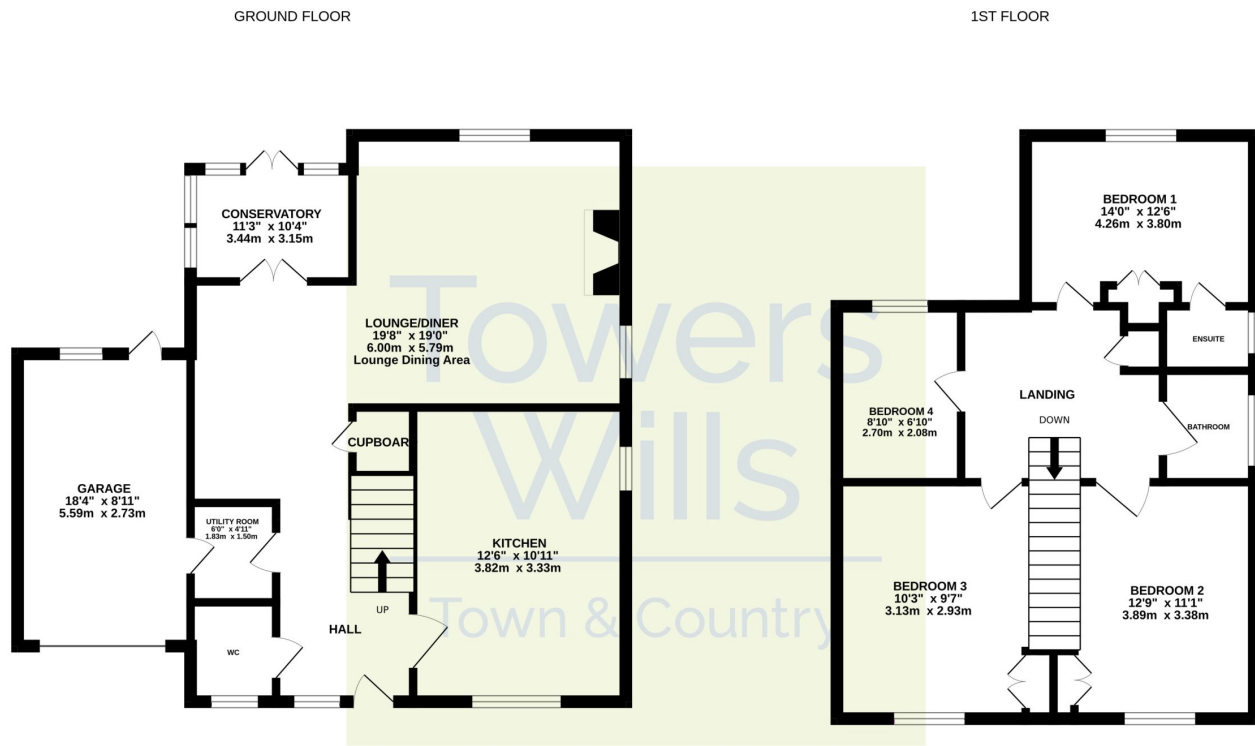 GROUND FLOOR
1ST FLOOR
CONSERVATORY
11'3" x 10'4"
3.44m x 3.15m
LOUNGE/DINER
19'8" x 19'0"
6.00m x 5.79m
Lounge Dining Area
CUPBOAR
GARAGE
18'4" x 8'11"
5.59m x 2.73m
UTILITY ROOM
6'0" x 4'11"
1.83m x 1.50m
KITCHEN
12'6" x 10'11"
3.82m x 3.33m
UP
HALL
WC
BEDROOM 1
14'0" x 12'6"
4.26m x 3.80m
ENSUITE
LANDING
DOWN
BEDROOM 4
8'10" x 6'10"
2.70m x 2.08m
BATHROOM
BEDROOM 3
10'3" x 9'7"
3.13m x 2.93m
BEDROOM 2
12'9" x 11'1"
3.89m x 3.38m
Towers
Wills
Town & Country